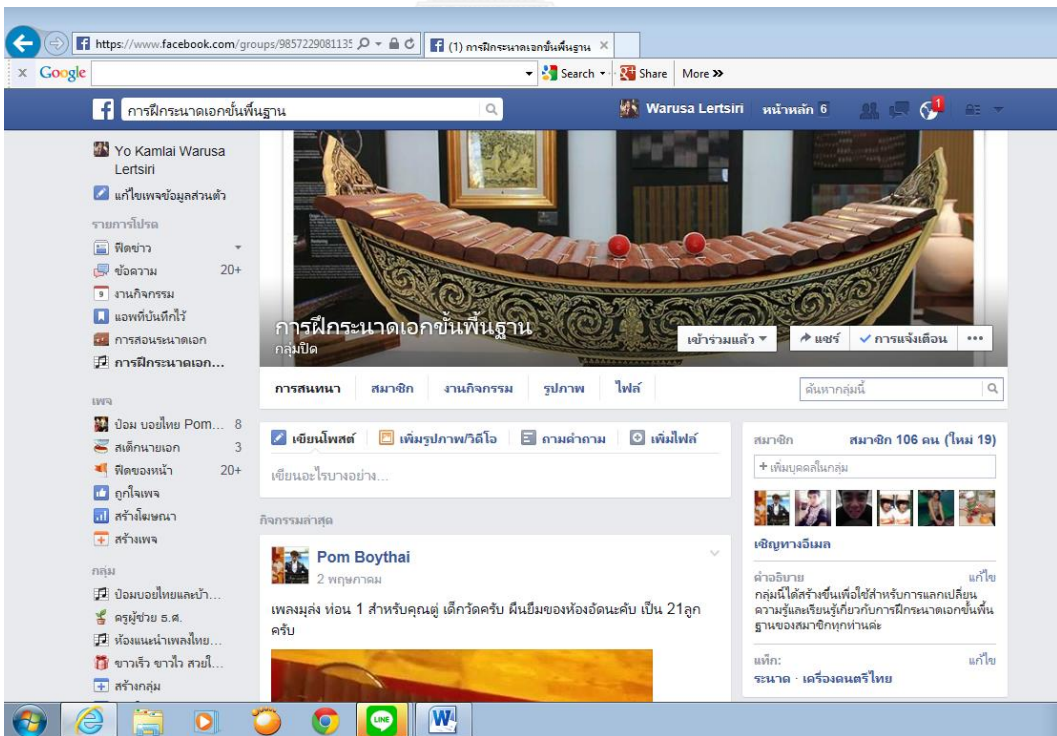 https://www.facebook.com/groups/9857229081135
(1) การฝึกระนาดเอกขั้นพื้นฐาน
x Google Search Share More »
การฝึกระนาดเอกขั้นพื้นฐาน
Warusa Lertsiri หน้าหลัก 6 1
Yo Kamlai Warusa
Lertsiri
แก้ไขเพจข้อมูลส่วนตัว
รายการโปรด
ฟีดข่าว
ข้อความ 20+
9 งานกิจกรรม
แอพที่บันทึกไว้
การสอนระนาดเอก
การฝึกระนาดเอก...
เพจ
ป้อม บอยไทย Pom... 8
สเต็กนายเอก 3
ฟีดของหน้า 20+
ถูกใจเพจ
สร้างโฆษณา
สร้างเพจ
กลุ่ม
ป้อมบอยไทยและบ้า...
ครูผู้ช่วย ธ.ศ.
ห้องแนะนำเพลงไทย...
ขาวเร็ว ขาวไว สวยใ...
สร้างกลุ่ม
การฝึกระนาดเอกขั้นพื้นฐาน
กลุ่มปิด
เข้าร่วมแล้ว แชร์ การแจ้งเตือน ...
การสนทนา สมาชิก งานกิจกรรม รูปภาพ ไฟล์ ค้นหากลุ่มนี้
เขียนโพสต์ เพิ่มรูปภาพ/วิดีโอ ถามคำถาม เพิ่มไฟล์
เขียนอะไรบางอย่าง...
กิจกรรมล่าสุด
Pom Boythai
2 พฤษภาคม
เพลงมุล่ง ท่อน 1 สำหรับคุณตู่ เด็กวัดครับ ผืนยืมของห้องอัดนะคับ เป็น 21ลูก
ครับ
สมาชิก สมาชิก 106 คน (ใหม่ 19)
+ เพิ่มบุคคลในกลุ่ม
เชิญทางอีเมล
คำอธิบาย แก้ไข
กลุ่มนี้ได้สร้างขึ้นเพื่อใช้สำหรับการแลกเปลี่ยน
ความรู้และเรียนรู้เกี่ยวกับการฝึกระนาดเอกขั้นพื้น
ฐานของสมาชิกทุกท่านค่ะ
แท็ก: แก้ไข
ระนาด · เครื่องดนตรีไทย
LINE
W